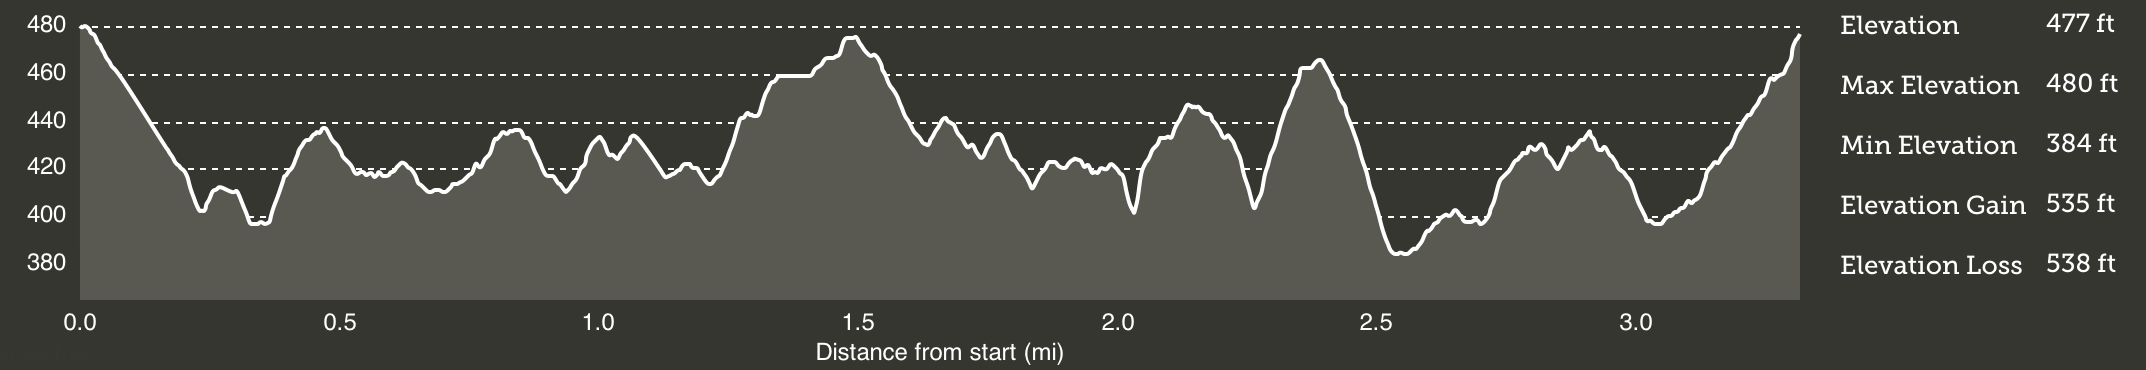 480
460
440
420
400
380
0.0 0.5 1.0 1.5 2.0 2.5 3.0
Distance from start (mi)
Elevation 477 ft
Max Elevation 480 ft
Min Elevation 384 ft
Elevation Gain 535 ft
Elevation Loss 538 ft